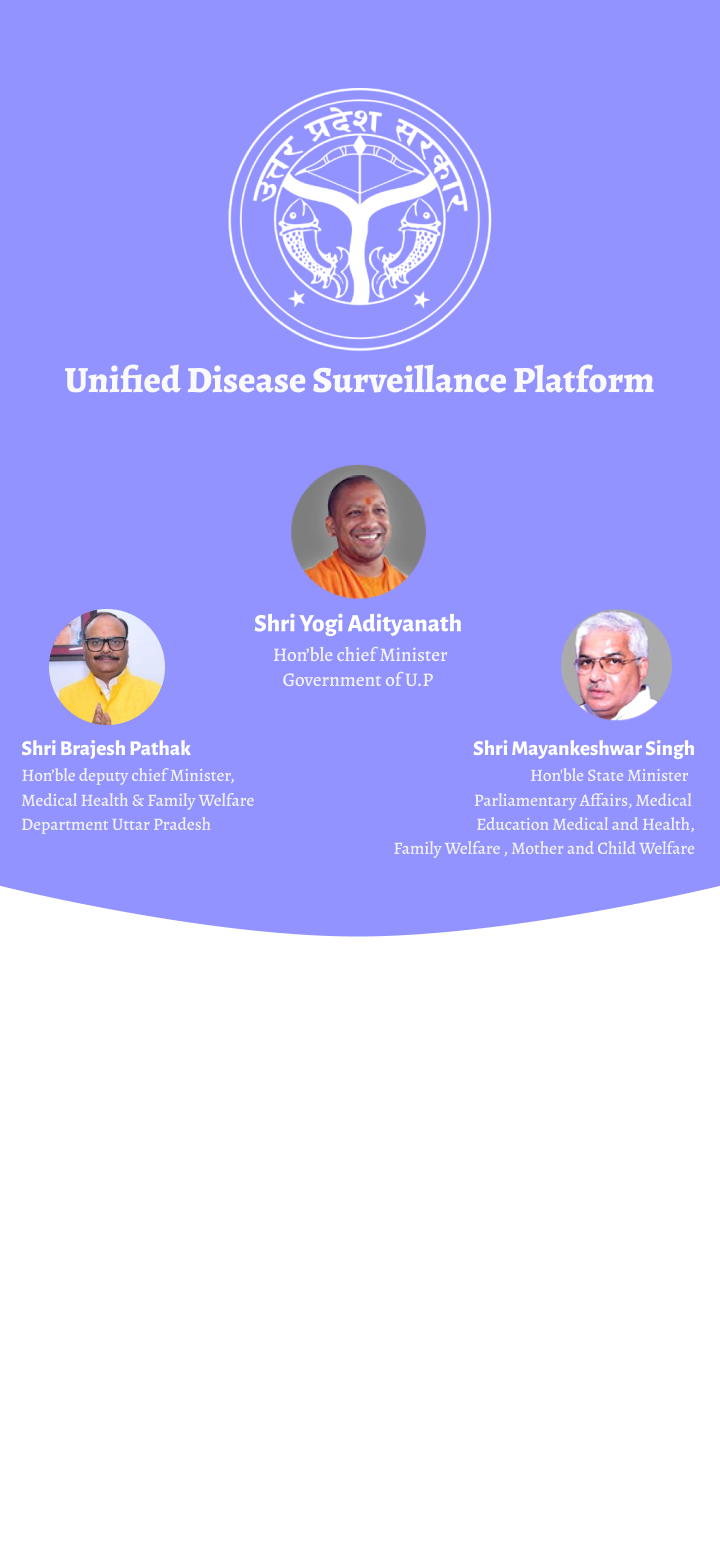 उत्तर प्रदेश सरकार
Unified Disease Surveillance Platform
Shri Yogi Adityanath
Hon'ble chief Minister
Government of U.P
Shri Brajesh Pathak
Hon'ble deputy chief Minister,
Medical Health & Family Welfare
Department Uttar Pradesh
Shri Mayankeshwar Singh
Hon'ble State Minister
Parliamentary Affairs, Medical
Education Medical and Health,
Family Welfare , Mother and Child Welfare